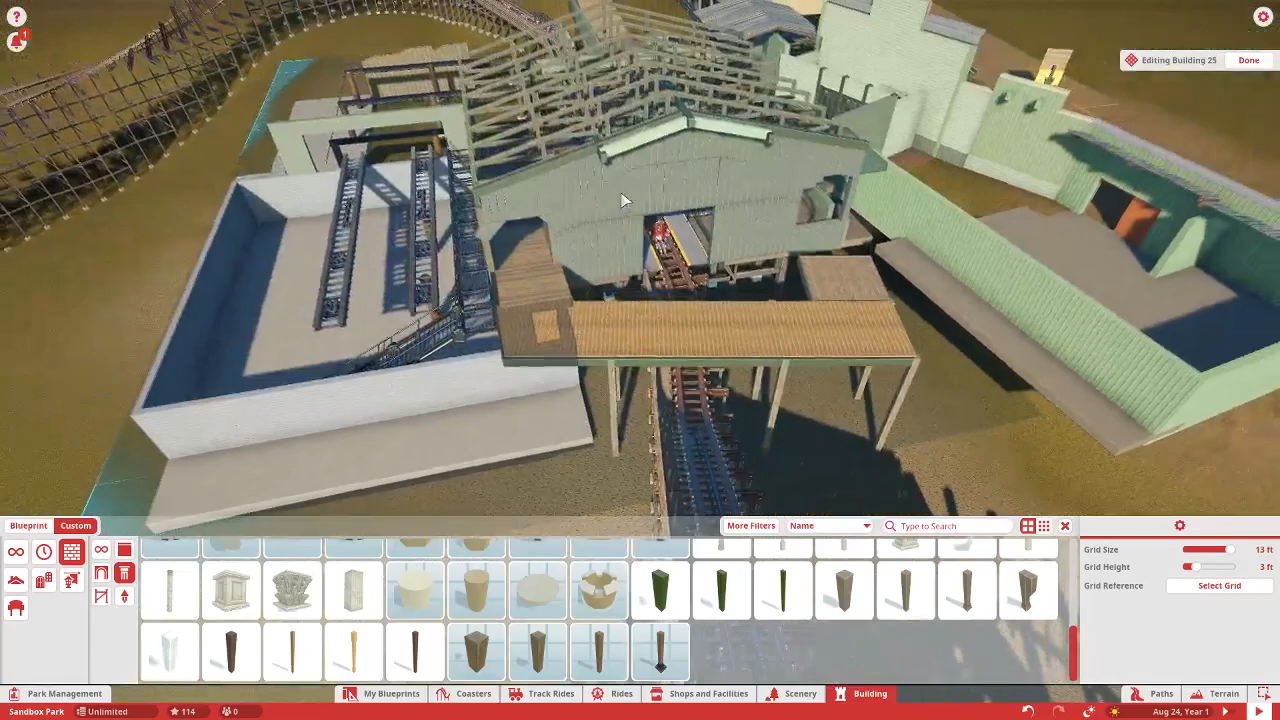 ?
1
Editing Building 25
Done
Blueprint
Custom
More Filters
Name
Type to Search
Grid Size
13 ft
Grid Height
3 ft
Grid Reference
Select Grid
Park Management
My Blueprints
Coasters
Track Rides
Rides
Shops and Facilities
Scenery
Building
Paths
Terrain
Sandbox Park
Unlimited
114
0
Aug 24, Year 1